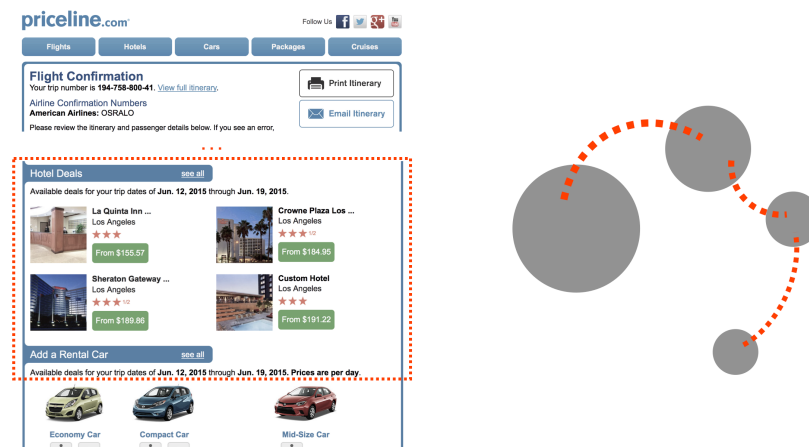 priceline.com
Follow Us
Flights Hotels Cars Packages Cruises
Flight Confirmation
Your trip number is 194-758-800-41. View full itinerary.
Print Itinerary
Airline Confirmation Numbers
American Airlines: OSRALO
Email Itinerary
Please review the itinerary and passenger details below. If you see an error,
...
Hotel Deals see all
Available deals for your trip dates of Jun. 12, 2015 through Jun. 19, 2015.
La Quinta Inn ...
Los Angeles
1/2
From $155.57
Crowne Plaza Los ...
Los Angeles
From $184.95
Sheraton Gateway ...
Los Angeles
1/2
From $189.86
Custom Hotel
Los Angeles
From $191.22
Add a Rental Car see all
Available deals for your trip dates of Jun. 12, 2015 through Jun. 19, 2015. Prices are per day.
Economy Car Compact Car Mid-Size Car